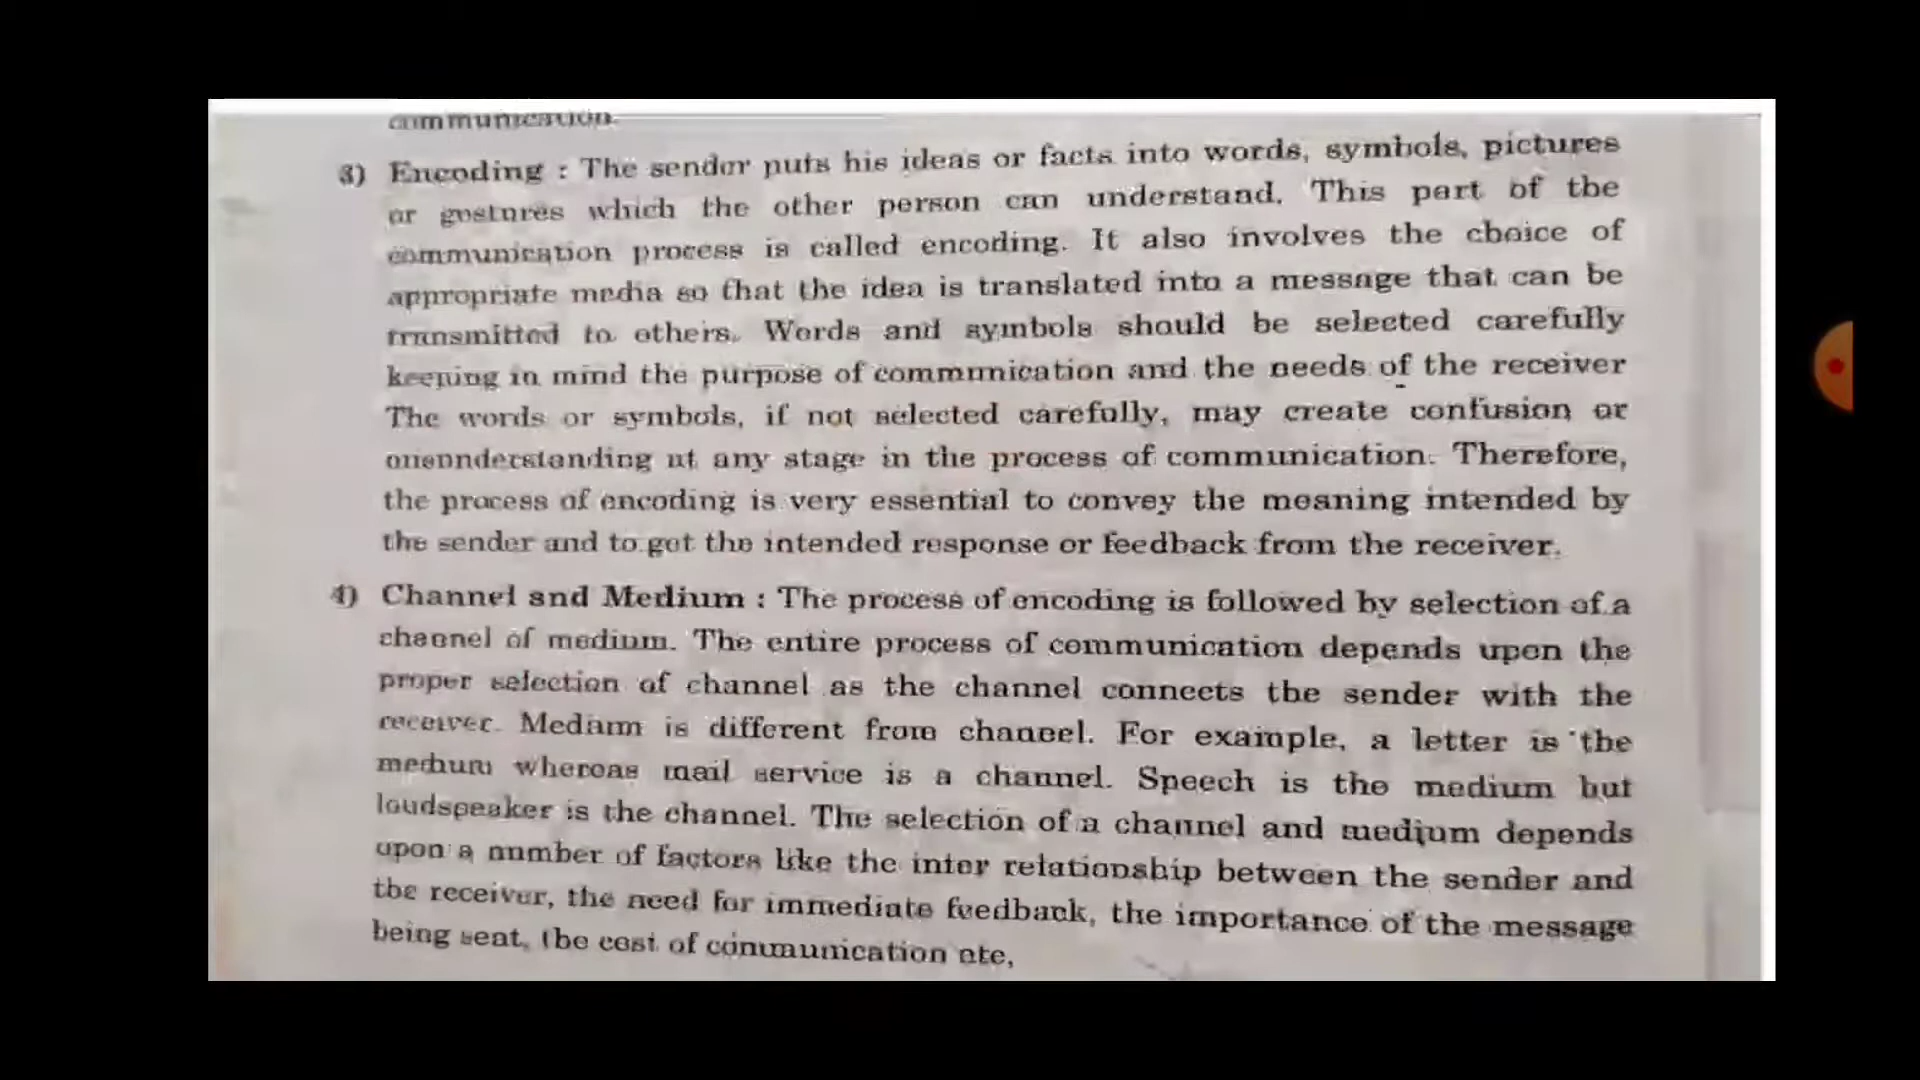 communication.
3) Encoding : The sender puts his ideas or facts into words, symbols, pictures
or gestures which the other person can understand. This part of the
communication process is called encoding. It also involves the choice of
appropriate media so that the idea is translated into a message that can be
transmitted to others. Words and symbols should be selected carefully
keeping in mind the purpose of communication and the needs of the receiver
The words or symbols, if not selected carefully, may create confusion or
misunderstanding at any stage in the process of communication. Therefore,
the process of encoding is very essential to convey the meaning intended by
the sender and to get the intended response or feedback from the receiver.
4) Channel and Medium : The process of encoding is followed by selection of a
channel of medium. The entire process of communication depends upon the
proper selection of channel as the channel connects the sender with the
receiver. Medium is different from channel. For example, a letter is the
medium whereas mail service is a channel. Speech is the medium but
loudspeaker is the channel. The selection of a channel and medium depends
upon a number of factors like the inter relationship between the sender and
the receiver, the need for immediate feedback, the importance of the message
being sent, the cost of communication etc,